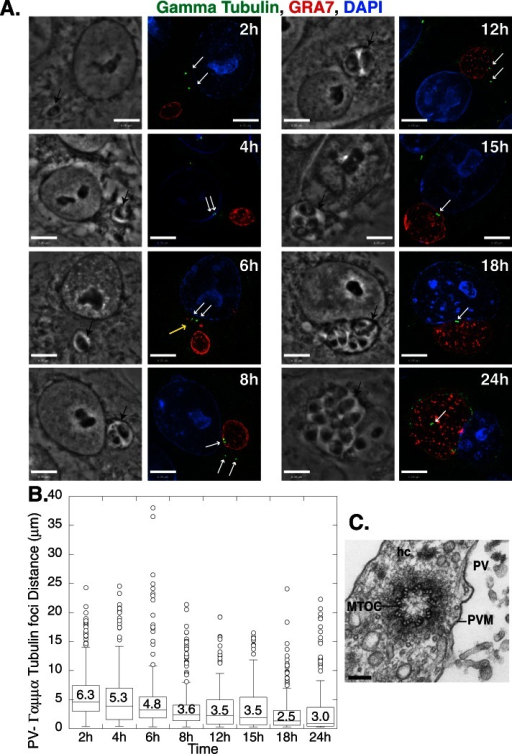 A.
Gamma Tubulin, GRA7, DAPI
2h
12h
4h
15h
6h
18h
8h
24h
B.
40
35
30
25
20
15
10
5
0
PV- Γαμμα Tubulin foci Distance (μm)
6.3
5.3
4.8
3.6
3.5
3.5
2.5
3.0
2h
4h
6h
8h
12h
15h
18h
24h
Time
C.
hc
PV
MTOC
PVM